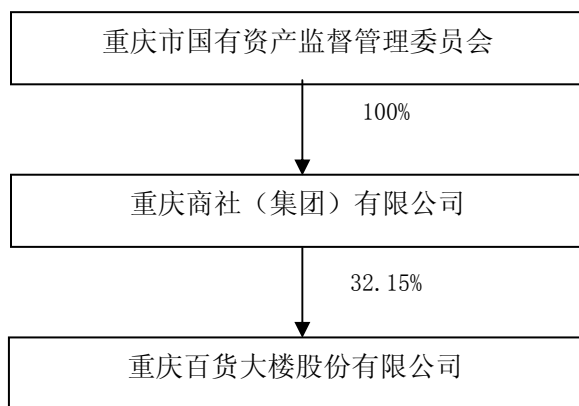 重庆市国有资产监督管理委员会
100%
重庆商社（集团）有限公司
32.15%
重庆百货大楼股份有限公司